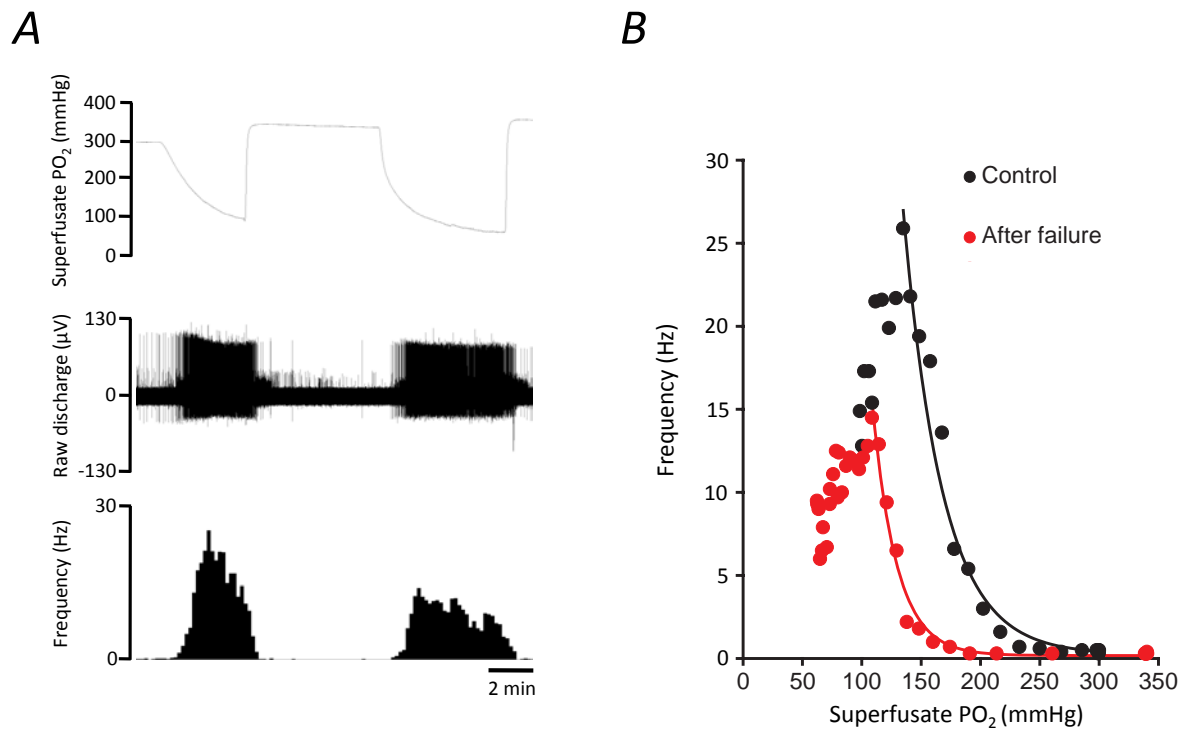 A
Superfusate PO2 (mmHg)
400
300
200
100
0
Raw discharge (µV)
130
0
-130
Frequency (Hz)
30
0
2 min
B
Frequency (Hz)
30
25
20
15
10
5
0
Control
After failure
0 50 100 150 200 250 300 350
Superfusate PO2 (mmHg)